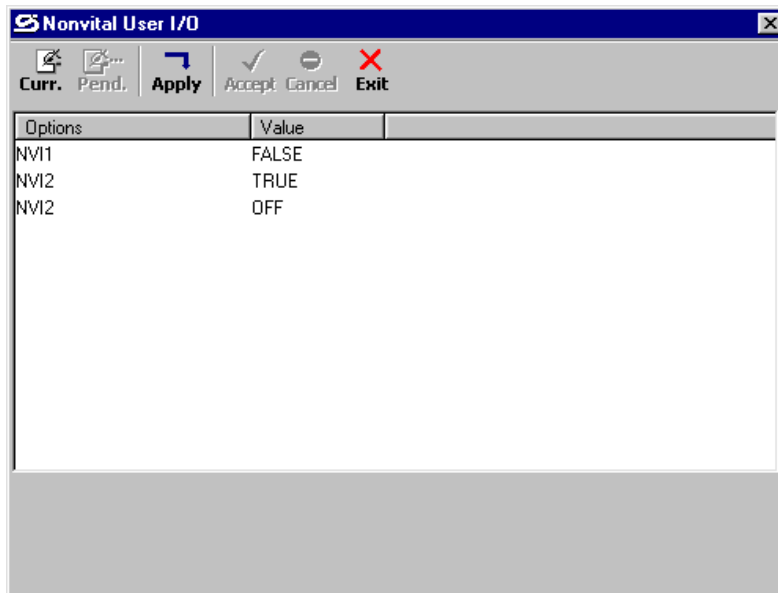 Nonvital User I/O
Curr. Pend. Apply Accept Cancel Exit
Options Value
NVI1 FALSE
NVI2 TRUE
NVI2 OFF